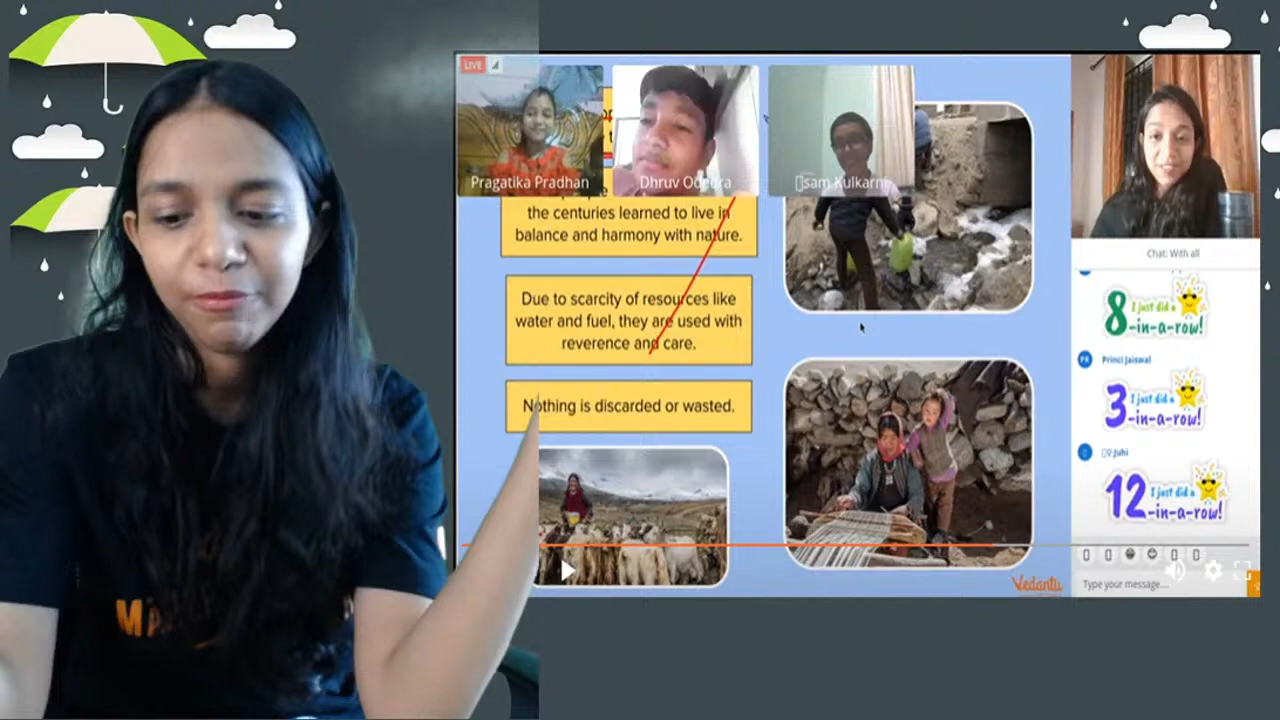 LIVE
Pragatika Pradhan
Dhruv Odedra
sam Kulkarni
the centuries learned to live in
balance and harmony with nature.
Due to scarcity of resources like
water and fuel, they are used with
reverence and care.
Nothing is discarded or wasted.
Vedantu
Chat: With all
8 I just did a
-in-a-row!
PR Princi Jaiswal
3 I just did a
-in-a-row!
Juhi
12 I just did a
-in-a-row!
Type your message....